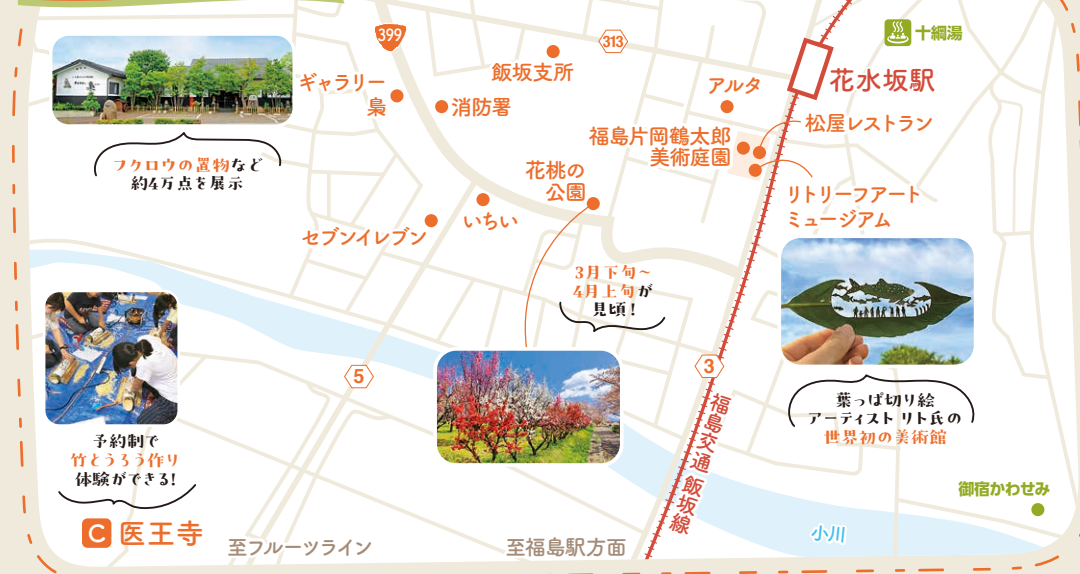 399
313
十綱湯
飯坂支所
花水坂駅
ギャラリー
梟
消防署
アルタ
松屋レストラン
福島片岡鶴太郎
美術庭園
フクロウの置物など
約4万点を展示
花桃の
公園
リトリーフアート
ミュージアム
いちい
セブンイレブン
3月下旬～
4月上旬が
見頃!
5
3
葉っぱ切り絵
アーティスト リト氏の
世界初の美術館
福島交通 飯坂線
予約制で
竹とうろう作り
体験ができる!
御宿かわせみ
C 医王寺
至フルーツライン
至福島駅方面
小川